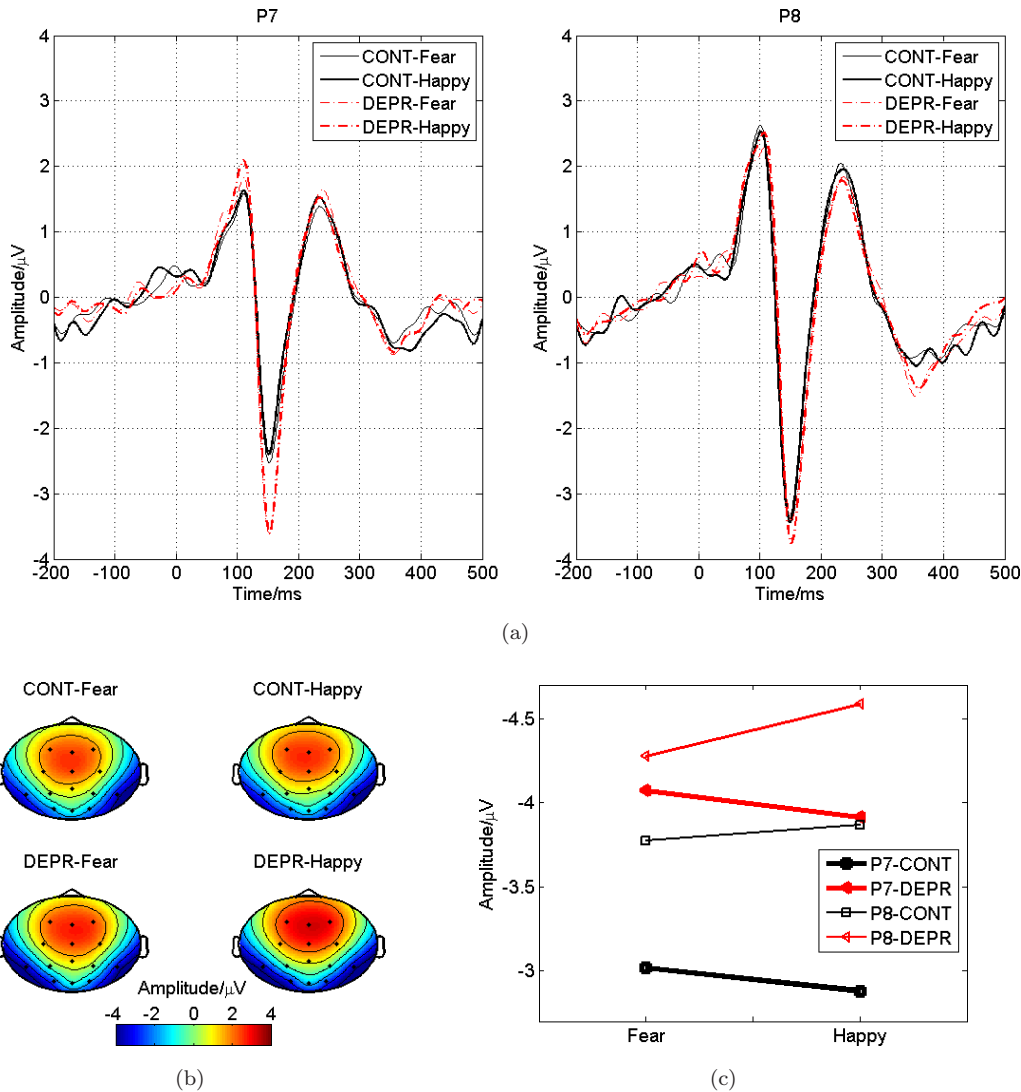 P7
4
3
2
1
0
-1
-2
-3
-4
-200 -100 0 100 200 300 400 500
Amplitude/μV
Time/ms
CONT-Fear
CONT-Happy
DEPR-Fear
DEPR-Happy
P8
4
3
2
1
0
-1
-2
-3
-4
-200 -100 0 100 200 300 400 500
Amplitude/μV
Time/ms
CONT-Fear
CONT-Happy
DEPR-Fear
DEPR-Happy
(a)
CONT-Fear
CONT-Happy
DEPR-Fear
DEPR-Happy
Amplitude/μV
-4 -2 0 2 4
(b)
-4.5
-4
-3.5
-3
Amplitude/μV
Fear Happy
P7-CONT
P7-DEPR
P8-CONT
P8-DEPR
(c)